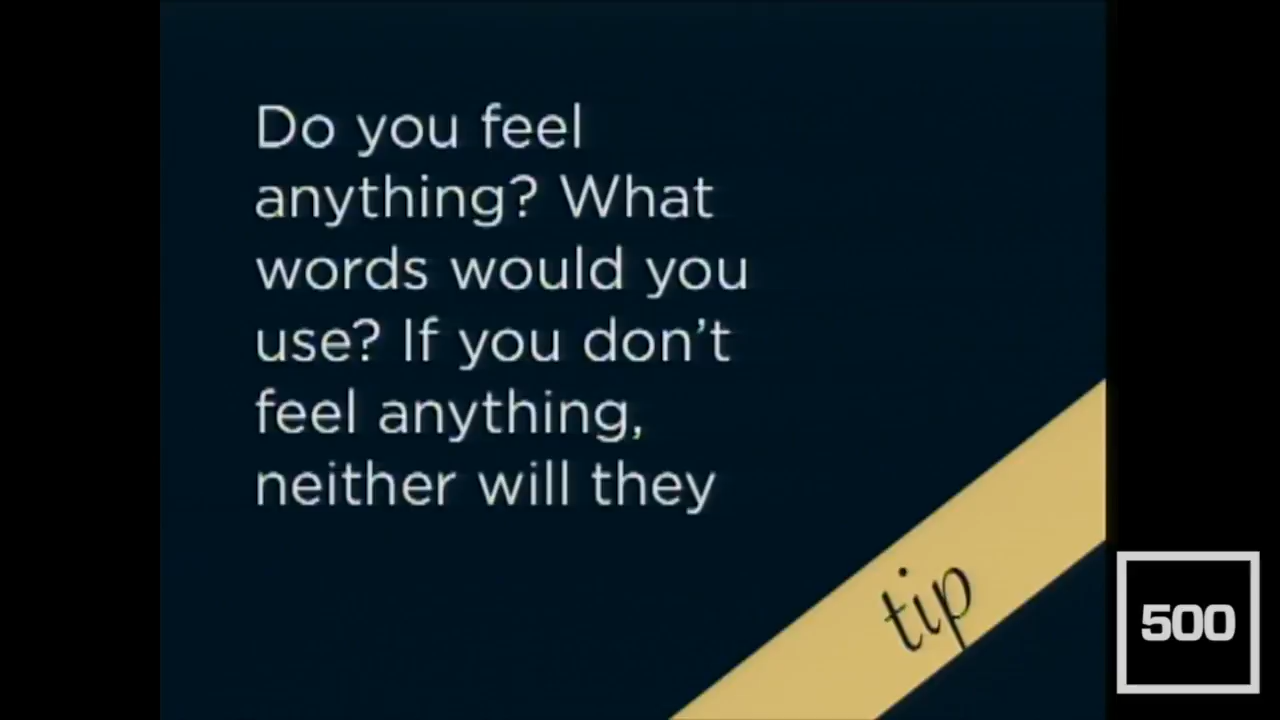 Do you feel
anything? What
words would you
use? If you don’t
feel anything,
neither will they
tip
500